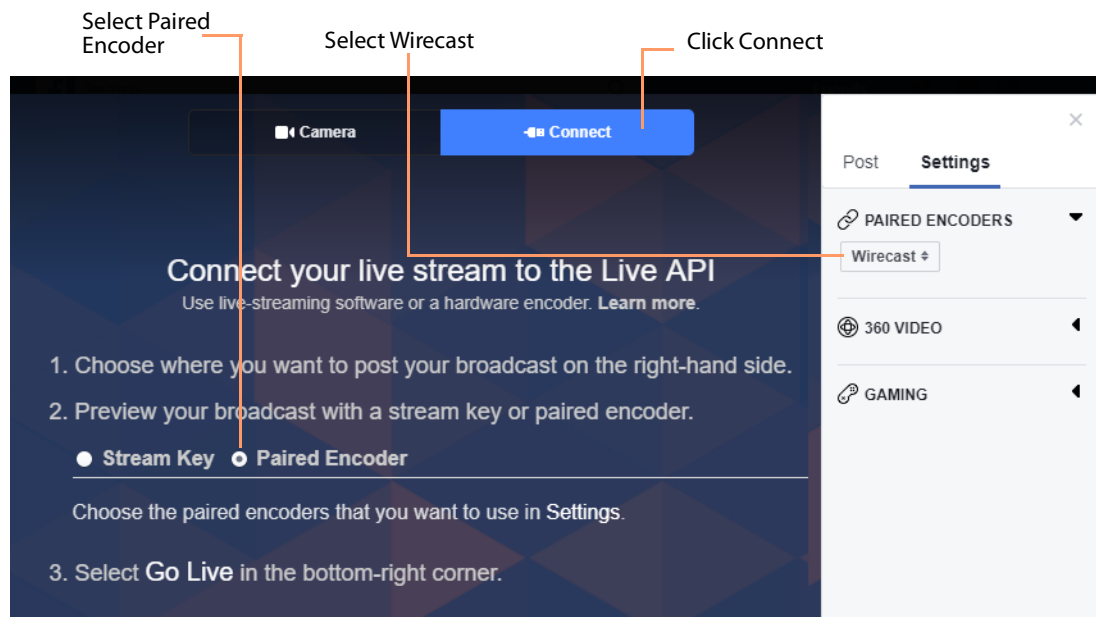 Select Paired
Encoder
Select Wirecast
Click Connect
Camera
Connect
Post
Settings
PAIRED ENCODERS
Wirecast
360 VIDEO
GAMING
Connect your live stream to the Live API
Use live-streaming software or a hardware encoder. Learn more.
1. Choose where you want to post your broadcast on the right-hand side.
2. Preview your broadcast with a stream key or paired encoder.
Stream Key
Paired Encoder
Choose the paired encoders that you want to use in Settings.
3. Select Go Live in the bottom-right corner.